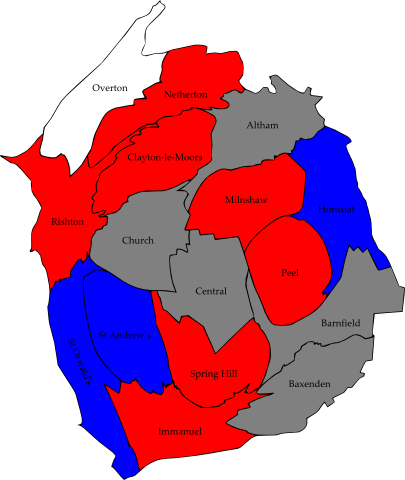 Overton
Netherton
Altham
Clayton-le-Moors
Milnshaw
Huncoat
Rishton
Church
Peel
Central
Barnfield
St Andrew's
St Oswald's
Spring Hill
Baxenden
Immanuel